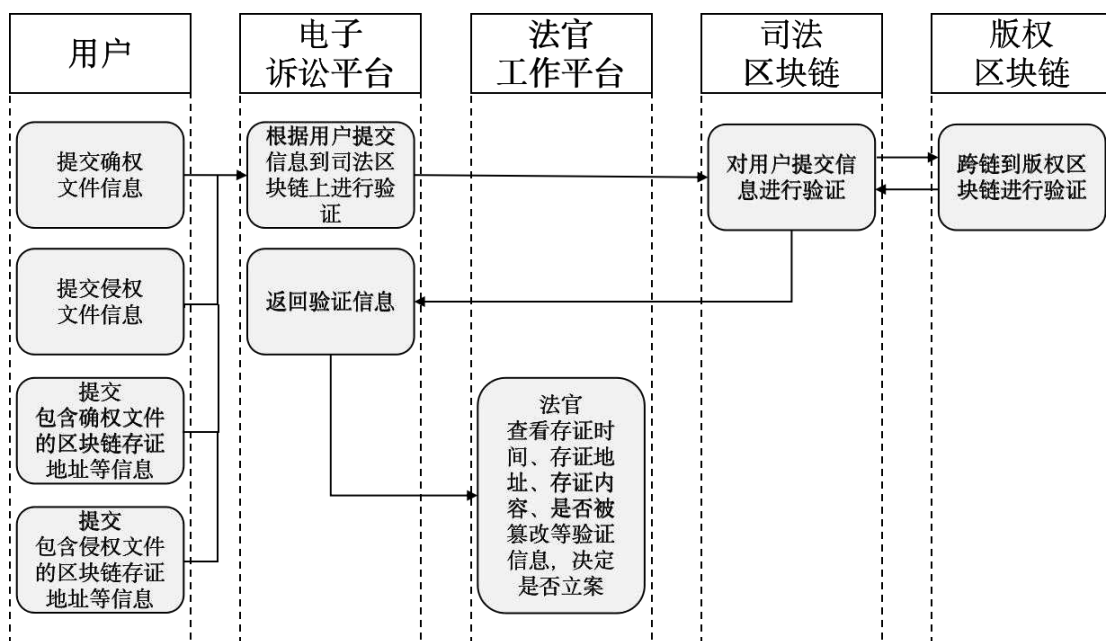 用户
电子
诉讼平台
法官
工作平台
司法
区块链
版权
区块链
提交确权
文件信息
根据用户提交
信息到司法区
块链上进行验
证
对用户提交信
息进行验证
跨链到版权区
块链进行验证
提交侵权
文件信息
返回验证信息
提交
包含确权文件
的区块链存证
地址等信息
法官
查看存证时
间、存证地
址、存证内
容、是否被
篡改等验证
信息，决定
是否立案
提交
包含侵权文件
的区块链存证
地址等信息